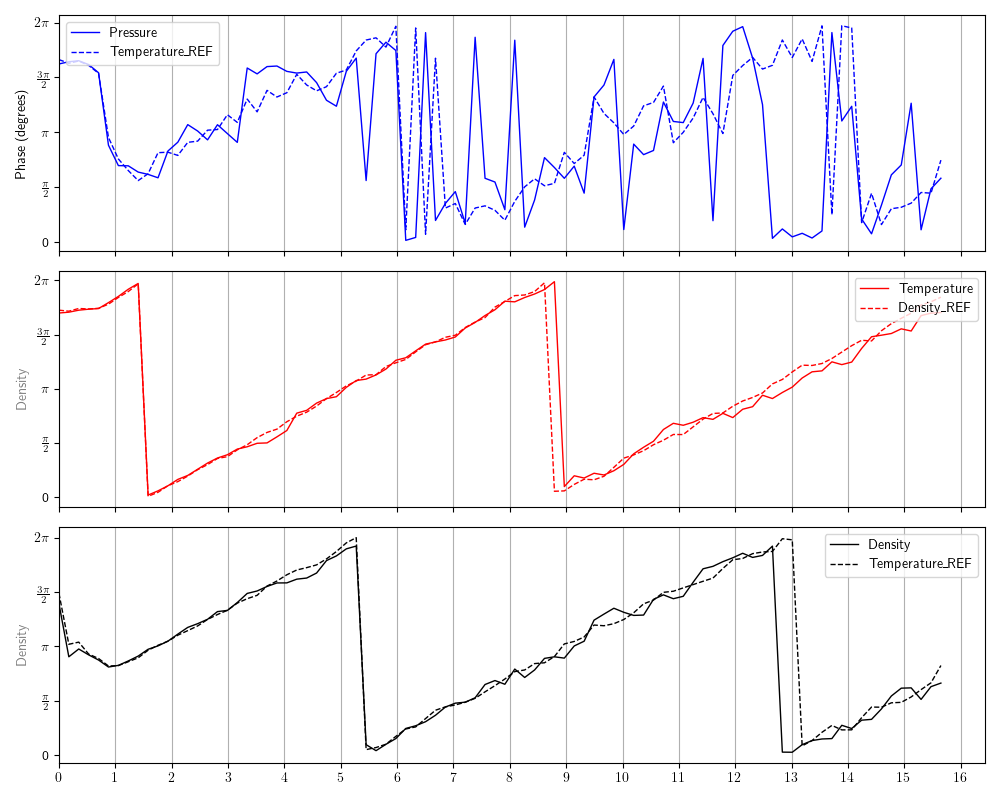 2π
3π/2
π
π/2
0
Phase (degrees)
Pressure
Temperature_REF
2π
3π/2
π
π/2
0
Density
Temperature
Density_REF
2π
3π/2
π
π/2
0
Density
Density
Temperature_REF
0 1 2 3 4 5 6 7 8 9 10 11 12 13 14 15 16